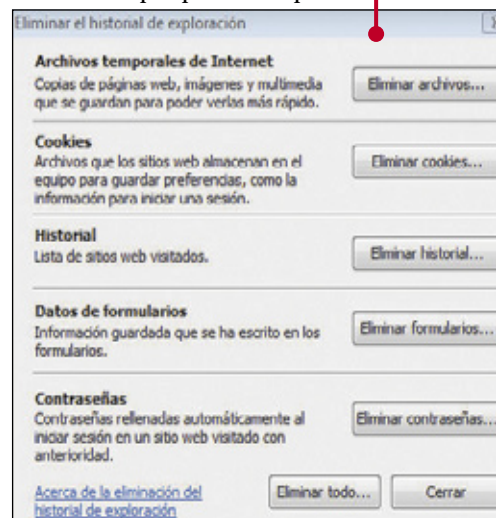 Eliminar el historial de exploración
Archivos temporales de Internet
Copias de páginas web, imágenes y multimedia
que se guardan para poder verlas más rápido.
Eliminar archivos...
Cookies
Archivos que los sitios web almacenan en el
equipo para guardar preferencias, como la
información para iniciar una sesión.
Eliminar cookies...
Historial
Lista de sitios web visitados.
Eliminar historial...
Datos de formularios
Información guardada que se ha escrito en los
formularios.
Eliminar formularios...
Contraseñas
Contraseñas rellenadas automáticamente al
iniciar sesión en un sitio web visitado con
anterioridad.
Eliminar contraseñas...
Acerca de la eliminación del
historial de exploración
Eliminar todo...
Cerrar